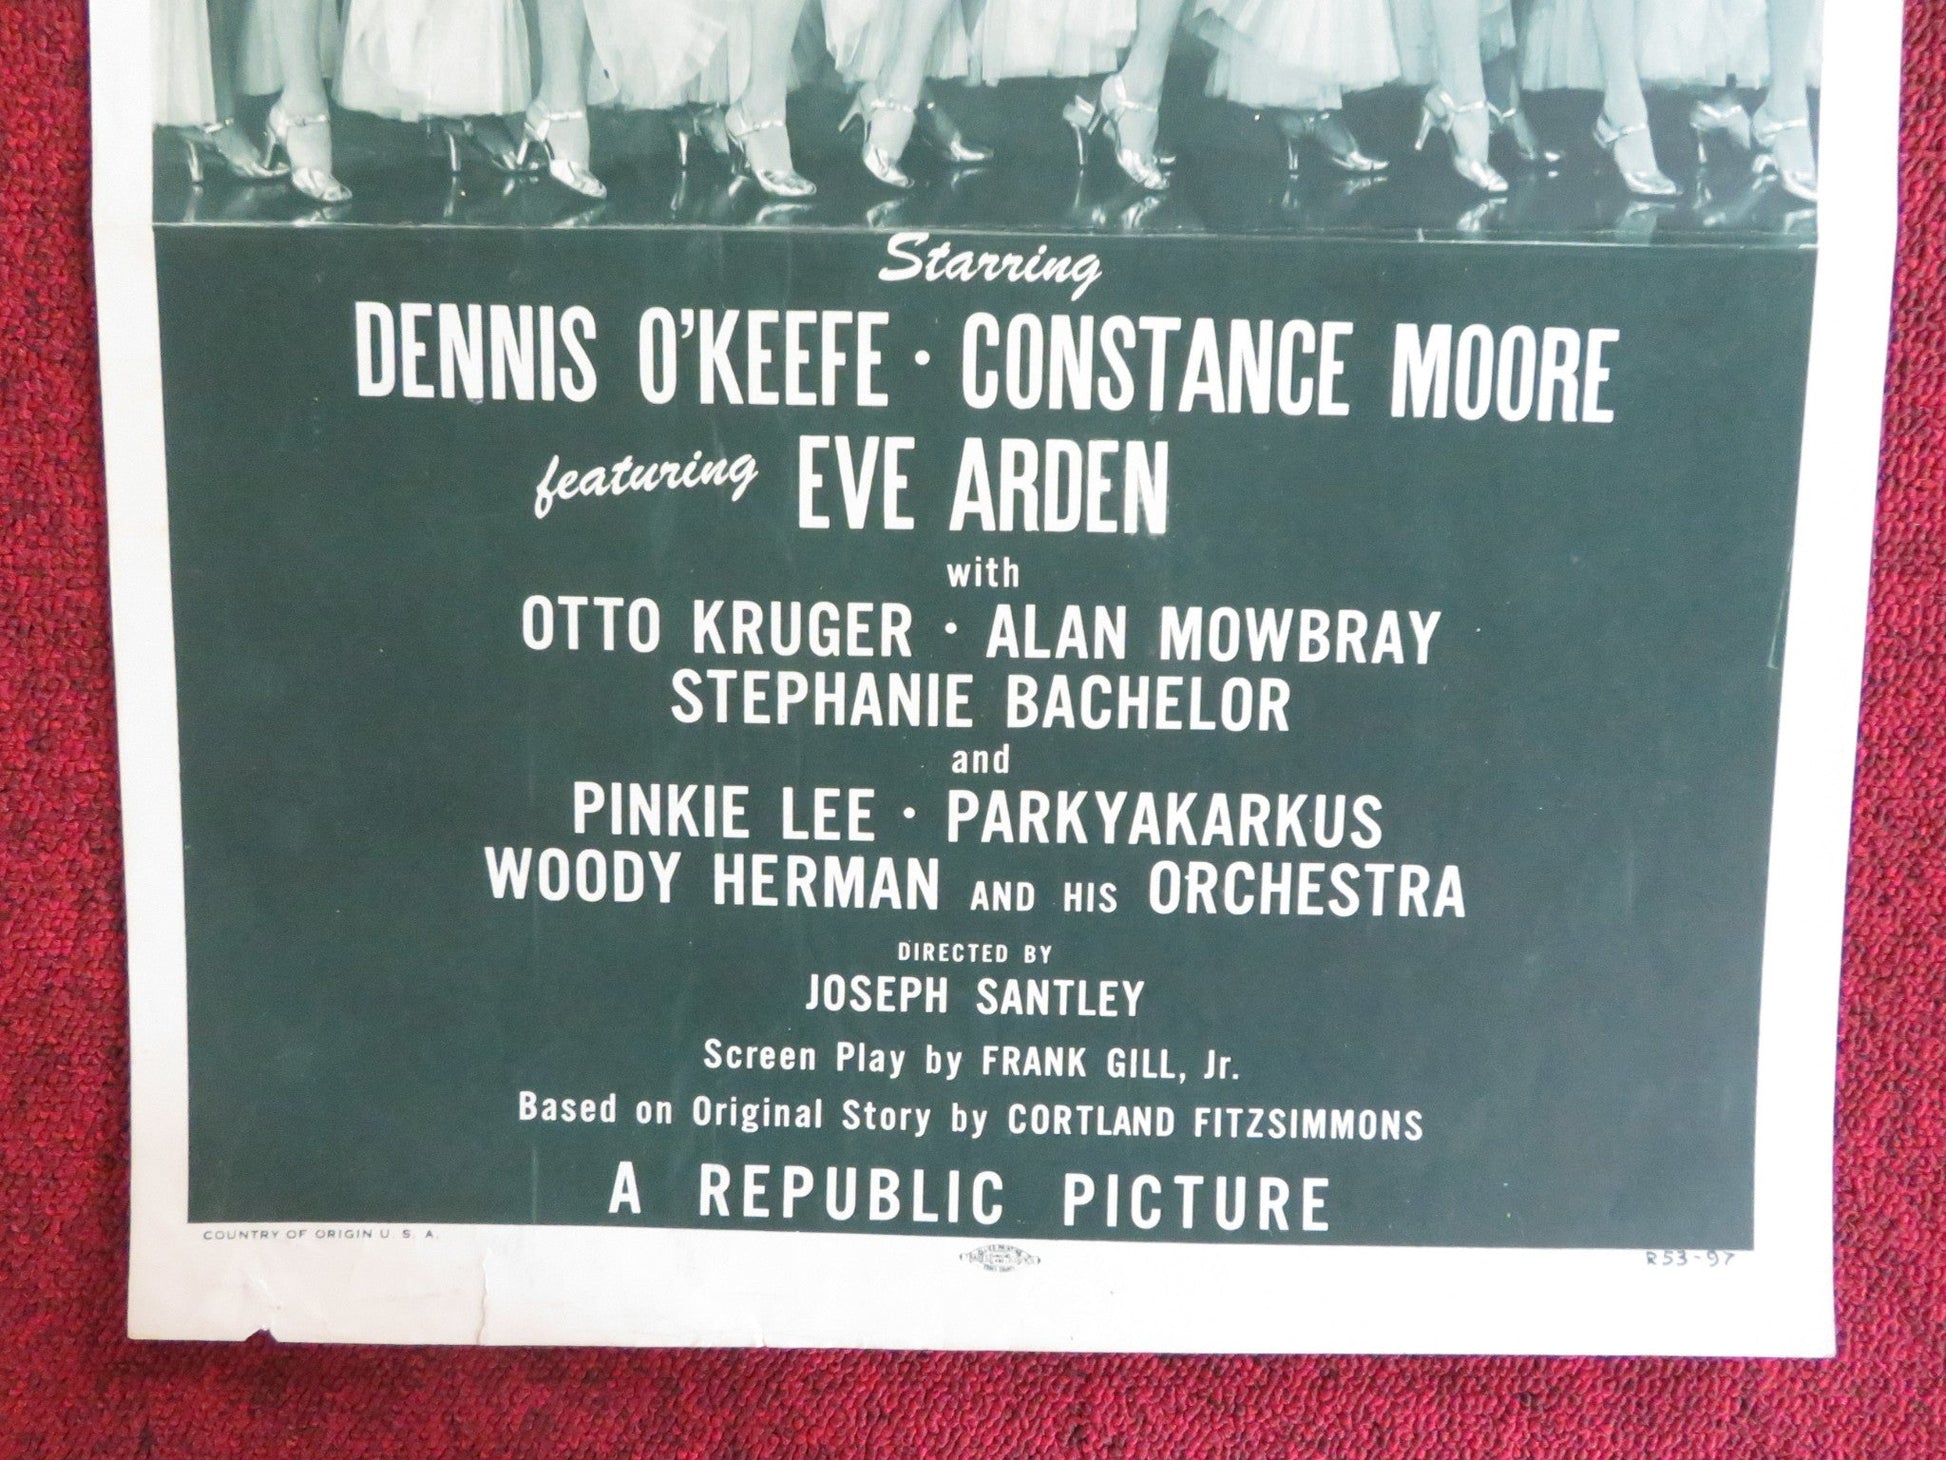 Starring
DENNIS O'KEEFE • CONSTANCE MOORE
featuring EVE ARDEN
with
OTTO KRUGER • ALAN MOWBRAY
STEPHANIE BACHELOR
and
PINKIE LEE • PARKYAKARKUS
WOODY HERMAN AND HIS ORCHESTRA
DIRECTED BY
JOSEPH SANTLEY
Screen Play by FRANK GILL, Jr.
Based on Original Story by CORTLAND FITZSIMMONS
A REPUBLIC PICTURE
COUNTRY OF ORIGIN U. S. A.
R53-97